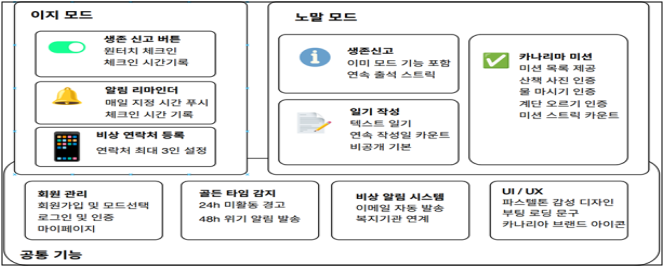 이지 모드
생존 신고 버튼
원터치 체크인
체크인 시간기록
알림 리마인더
매일 지정 시간 푸시
체크인 시간 기록
비상 연락처 등록
연락처 최대 3인 설정
노말 모드
생존신고
이미 모드 기능 포함
연속 출석 스트릭
일기 작성
텍스트 일기
연속 작성일 카운트
비공개 기본
카나리마 미션
미션 목록 제공
산책 사진 인증
물 마시기 인증
계단 오르기 인증
미션 스트릭 카운트
회원 관리
회원가입 및 모드선택
로그인 및 인증
마이페이지
골든 타임 감지
24h 미활동 경고
48h 위기 알림 발송
비상 알림 시스템
이메일 자동 발송
복지기관 연계
UI / UX
파스텔톤 감성 디자인
부팅 로딩 문구
카나리아 브랜드 아이콘
공통 기능